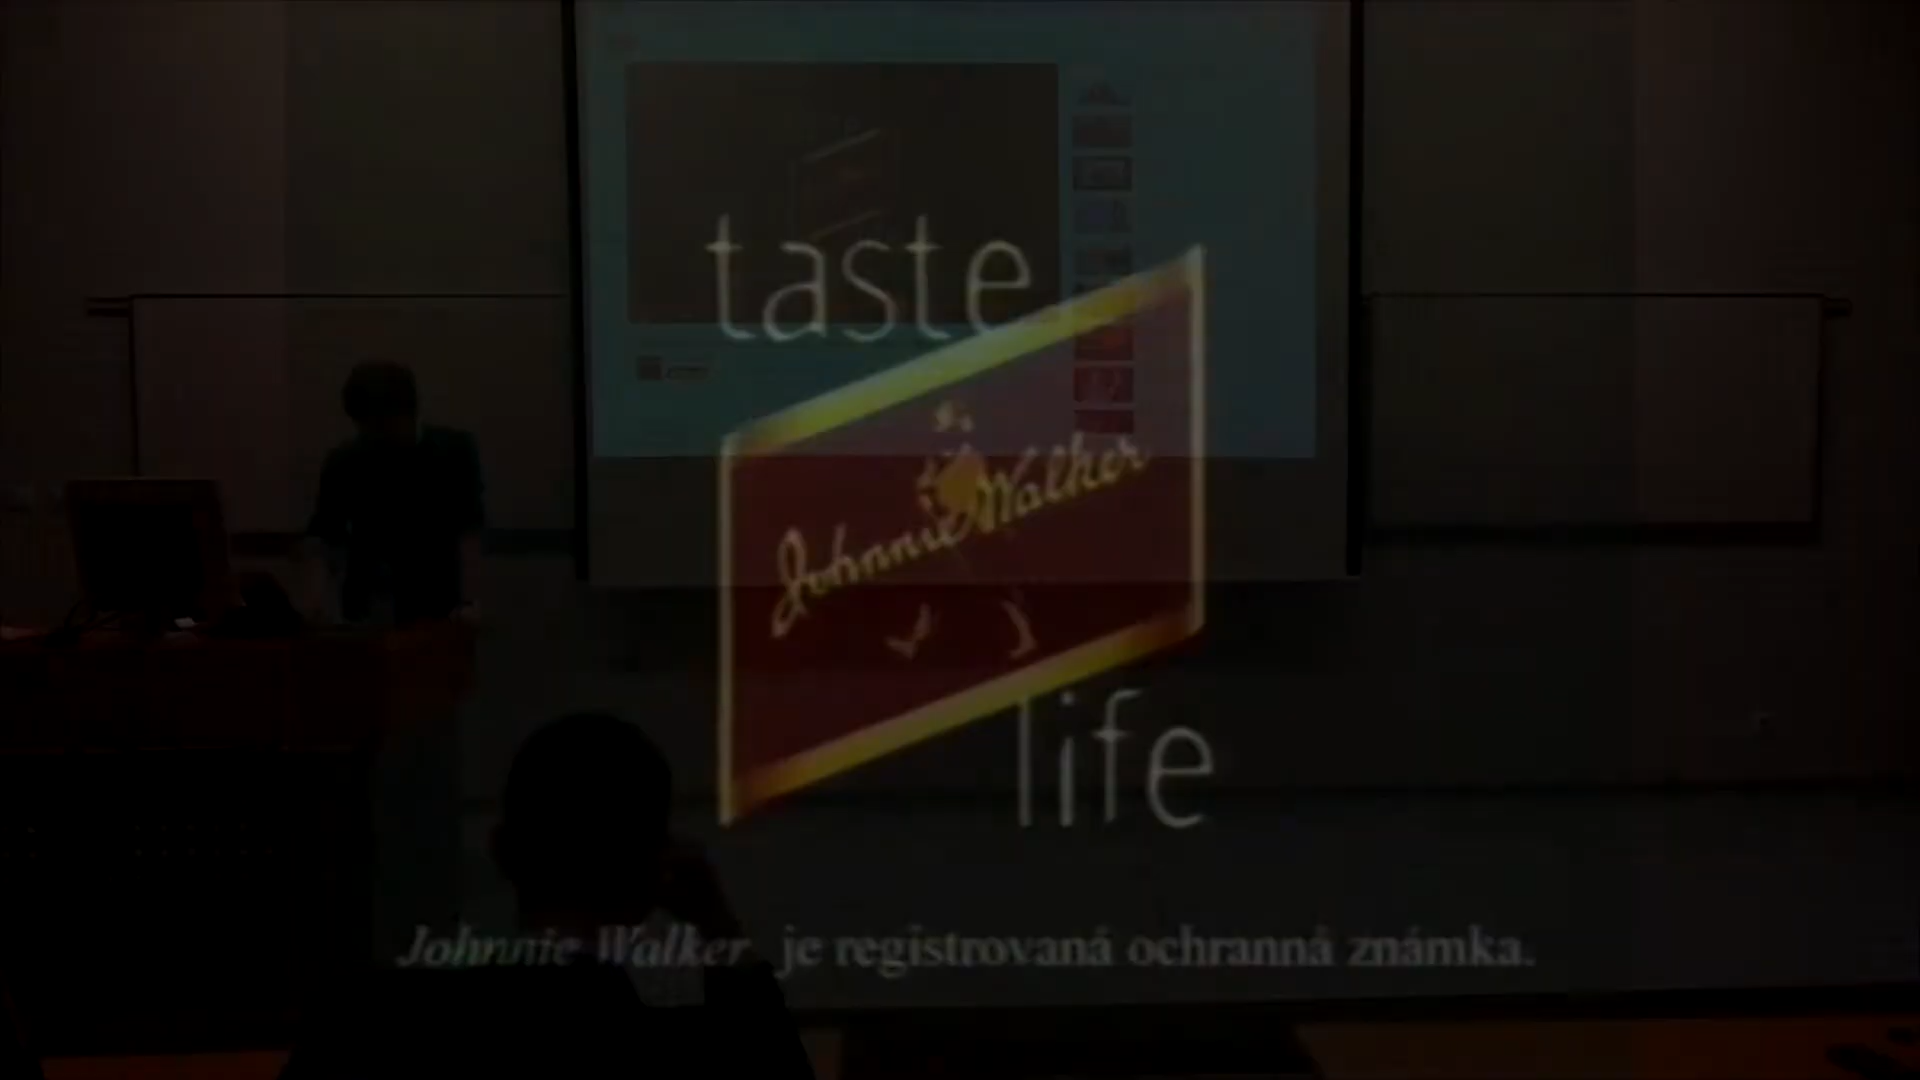 taste
Johnnie Walker
life
Johnnie Walker je registrovaná ochranná známka.